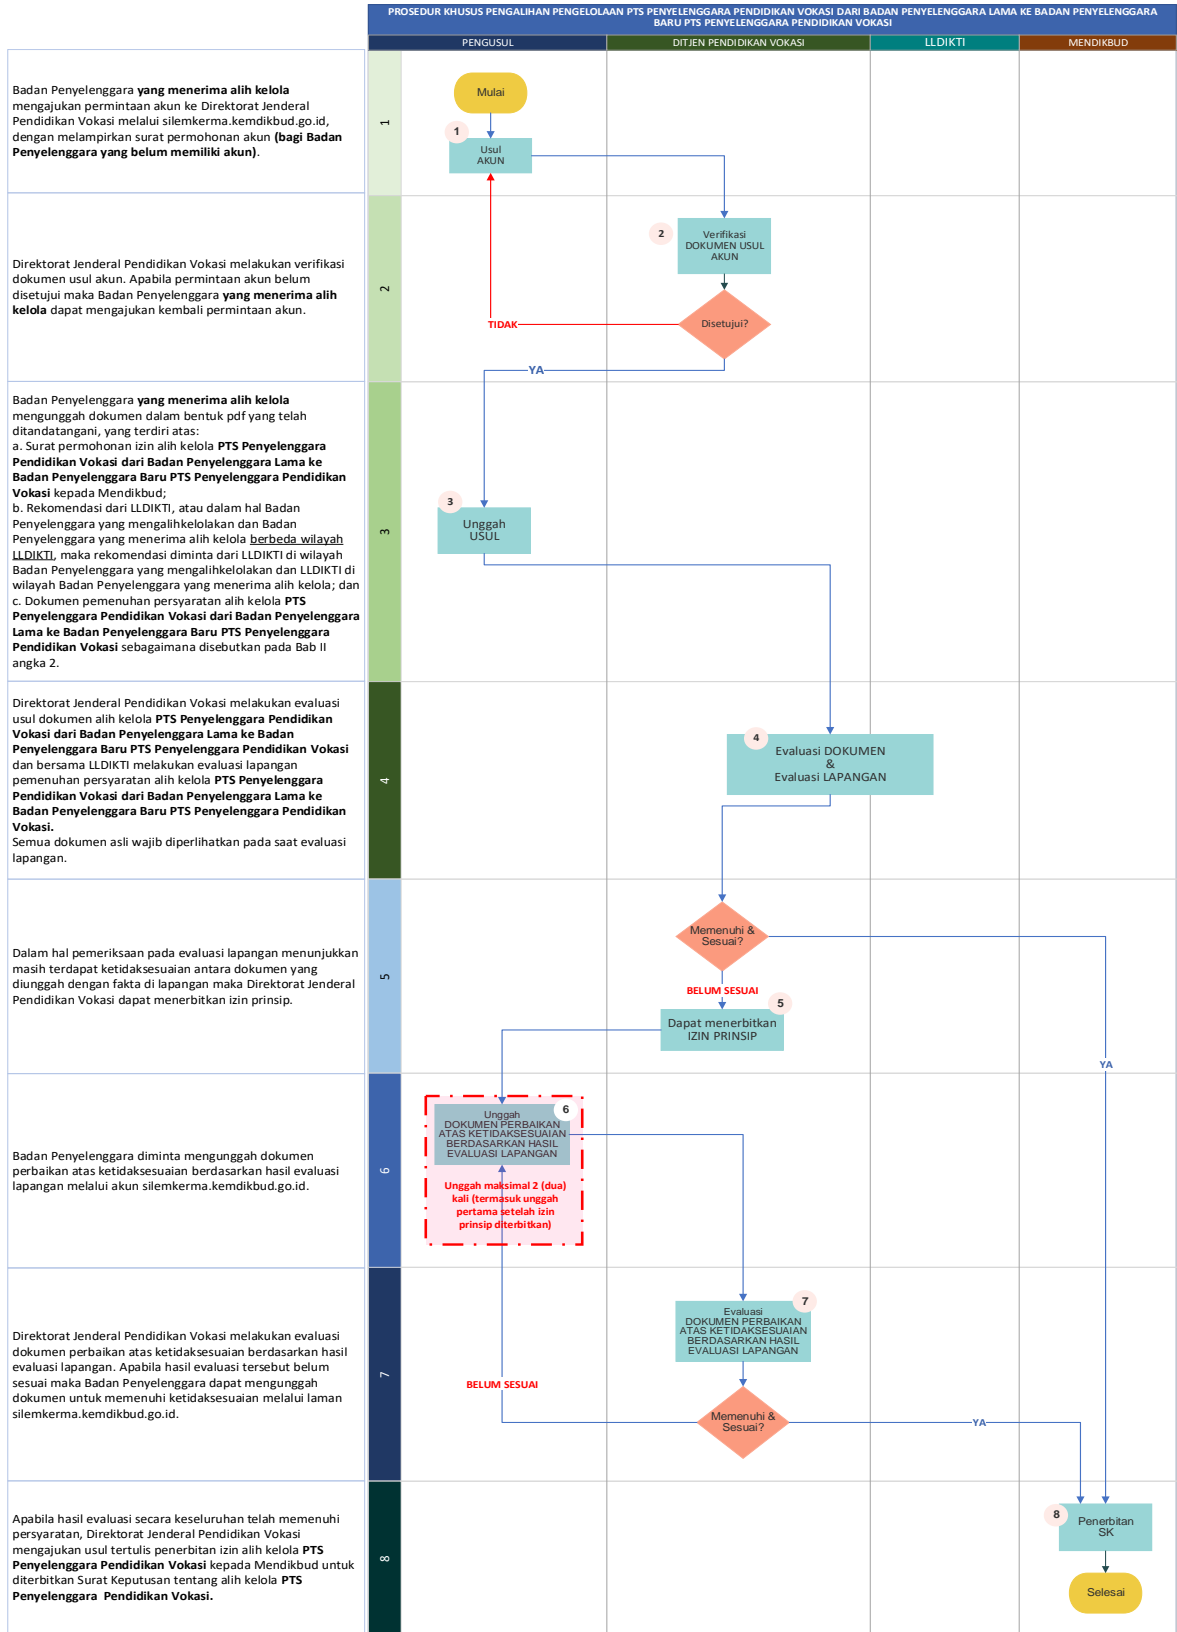 PROSEDUR KHUSUS PENGALIHAN PENGELOLAAN PTS PENYELENGGARA PENDIDIKAN VOKASI DARI BADAN PENYELENGGARA LAMA KE BADAN PENYELENGGARA
BARU PTS PENYELENGGARA PENDIDIKAN VOKASI
PENGUSUL
DITJEN PENDIDIKAN VOKASI
LLDIKTI
MENDIKBUD
Badan Penyelenggara yang menerima alih kelola
mengajukan permintaan akun ke Direktorat Jenderal
Pendidikan Vokasi melalui silemkerma.kemdikbud.go.id,
dengan melampirkan surat permohonan akun (bagi Badan
Penyelenggara yang belum memiliki akun).
1
Mulai
1
Usul
AKUN
Direktorat Jenderal Pendidikan Vokasi melakukan verifikasi
dokumen usul akun. Apabila permintaan akun belum
disetujui maka Badan Penyelenggara yang menerima alih
kelola dapat mengajukan kembali permintaan akun.
2
2
Verifikasi
DOKUMEN USUL
AKUN
Disetujui?
TIDAK
YA
Badan Penyelenggara yang menerima alih kelola
mengunggah dokumen dalam bentuk pdf yang telah
ditandatangani, yang terdiri atas:
a. Surat permohonan izin alih kelola PTS Penyelenggara
Pendidikan Vokasi dari Badan Penyelenggara Lama ke
Badan Penyelenggara Baru PTS Penyelenggara Pendidikan
Vokasi kepada Mendikbud;
b. Rekomendasi dari LLDIKTI, atau dalam hal Badan
Penyelenggara yang mengalihkelolakan dan Badan
Penyelenggara yang menerima alih kelola berbeda wilayah
LLDIKTI, maka rekomendasi diminta dari LLDIKTI di wilayah
Badan Penyelenggara yang mengalihkelolakan dan LLDIKTI di
wilayah Badan Penyelenggara yang menerima alih kelola; dan
c. Dokumen pemenuhan persyaratan alih kelola PTS
Penyelenggara Pendidikan Vokasi dari Badan Penyelenggara
Lama ke Badan Penyelenggara Baru PTS Penyelenggara
Pendidikan Vokasi sebagaimana disebutkan pada Bab II
angka 2.
3
3
Unggah
USUL
Direktorat Jenderal Pendidikan Vokasi melakukan evaluasi
usul dokumen alih kelola PTS Penyelenggara Pendidikan
Vokasi dari Badan Penyelenggara Lama ke Badan
Penyelenggara Baru PTS Penyelenggara Pendidikan Vokasi
dan bersama LLDIKTI melakukan evaluasi lapangan
pemenuhan persyaratan alih kelola PTS Penyelenggara
Pendidikan Vokasi dari Badan Penyelenggara Lama ke
Badan Penyelenggara Baru PTS Penyelenggara Pendidikan
Vokasi.
Semua dokumen asli wajib diperlihatkan pada saat evaluasi
lapangan.
4
4
Evaluasi DOKUMEN
&
Evaluasi LAPANGAN
Dalam hal pemeriksaan pada evaluasi lapangan menunjukkan
masih terdapat ketidaksesuaian antara dokumen yang
diunggah dengan fakta di lapangan maka Direktorat Jenderal
Pendidikan Vokasi dapat menerbitkan izin prinsip.
5
Memenuhi &
Sesuai?
BELUM SESUAI
5
Dapat menerbitkan
IZIN PRINSIP
YA
Badan Penyelenggara diminta mengunggah dokumen
perbaikan atas ketidaksesuaian berdasarkan hasil evaluasi
lapangan melalui akun silemkerma.kemdikbud.go.id.
6
6
Unggah
DOKUMEN PERBAIKAN
ATAS KETIDAKSESUAIAN
BERDASARKAN HASIL
EVALUASI LAPANGAN
Unggah maksimal 2 (dua)
kali (termasuk unggah
pertama setelah izin
prinsip diterbitkan)
Direktorat Jenderal Pendidikan Vokasi melakukan evaluasi
dokumen perbaikan atas ketidaksesuaian berdasarkan hasil
evaluasi lapangan. Apabila hasil evaluasi tersebut belum
sesuai maka Badan Penyelenggara dapat mengunggah
dokumen untuk memenuhi ketidaksesuaian melalui laman
silemkerma.kemdikbud.go.id.
7
7
Evaluasi
DOKUMEN PERBAIKAN
ATAS KETIDAKSESUAIAN
BERDASARKAN HASIL
EVALUASI LAPANGAN
BELUM SESUAI
Memenuhi &
Sesuai?
YA
Apabila hasil evaluasi secara keseluruhan telah memenuhi
persyaratan, Direktorat Jenderal Pendidikan Vokasi
mengajukan usul tertulis penerbitan izin alih kelola PTS
Penyelenggara Pendidikan Vokasi kepada Mendikbud untuk
diterbitkan Surat Keputusan tentang alih kelola PTS
Penyelenggara Pendidikan Vokasi.
8
8
Penerbitan
SK
Selesai